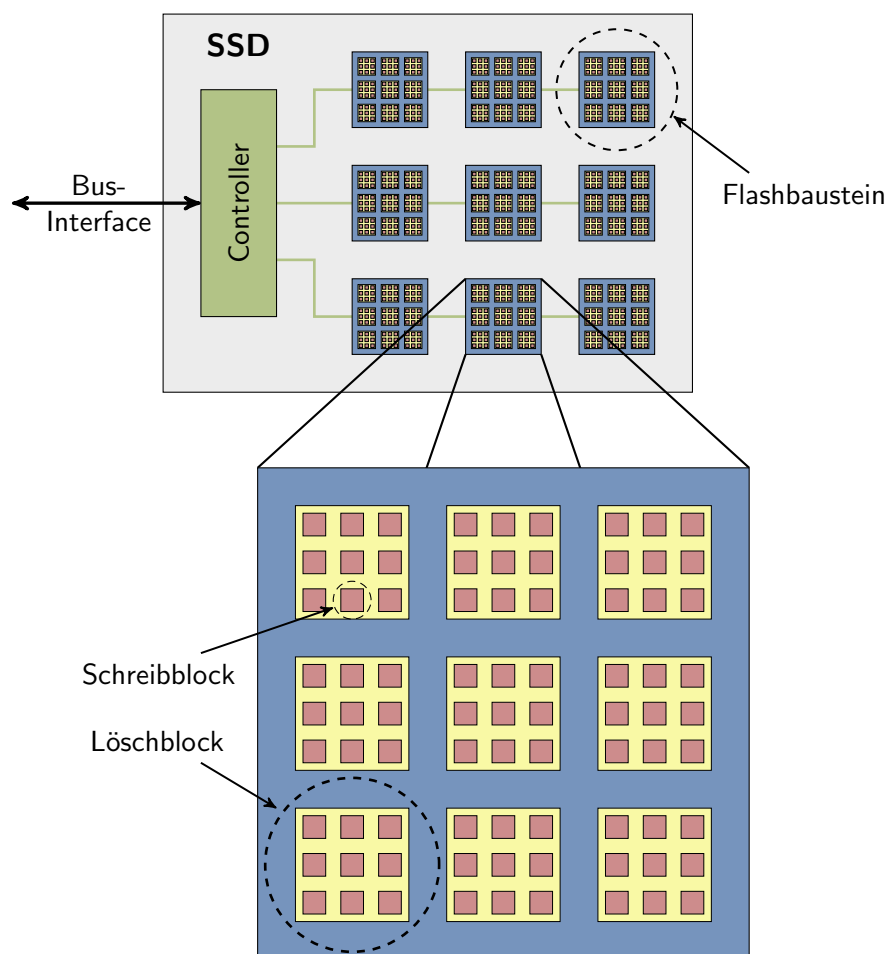 SSD
Controller
Bus-
Interface
Flashbaustein
Schreibblock
Löschblock